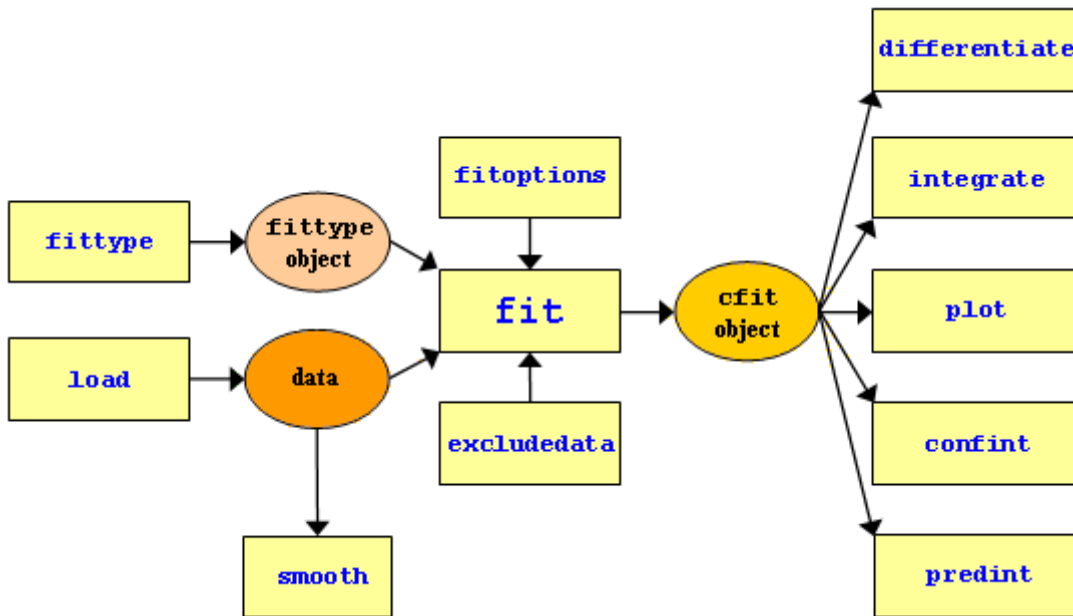 differentiate
fitoptions
integrate
fittype
fittype
object
fit
cfit
object
plot
load
data
excludedata
confint
smooth
predint